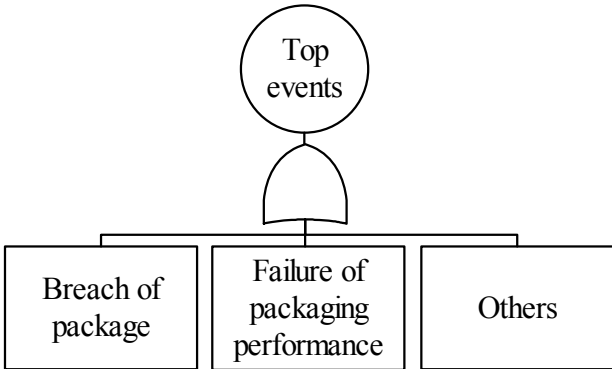 Top
events
Breach of
package
Failure of
packaging
performance
Others